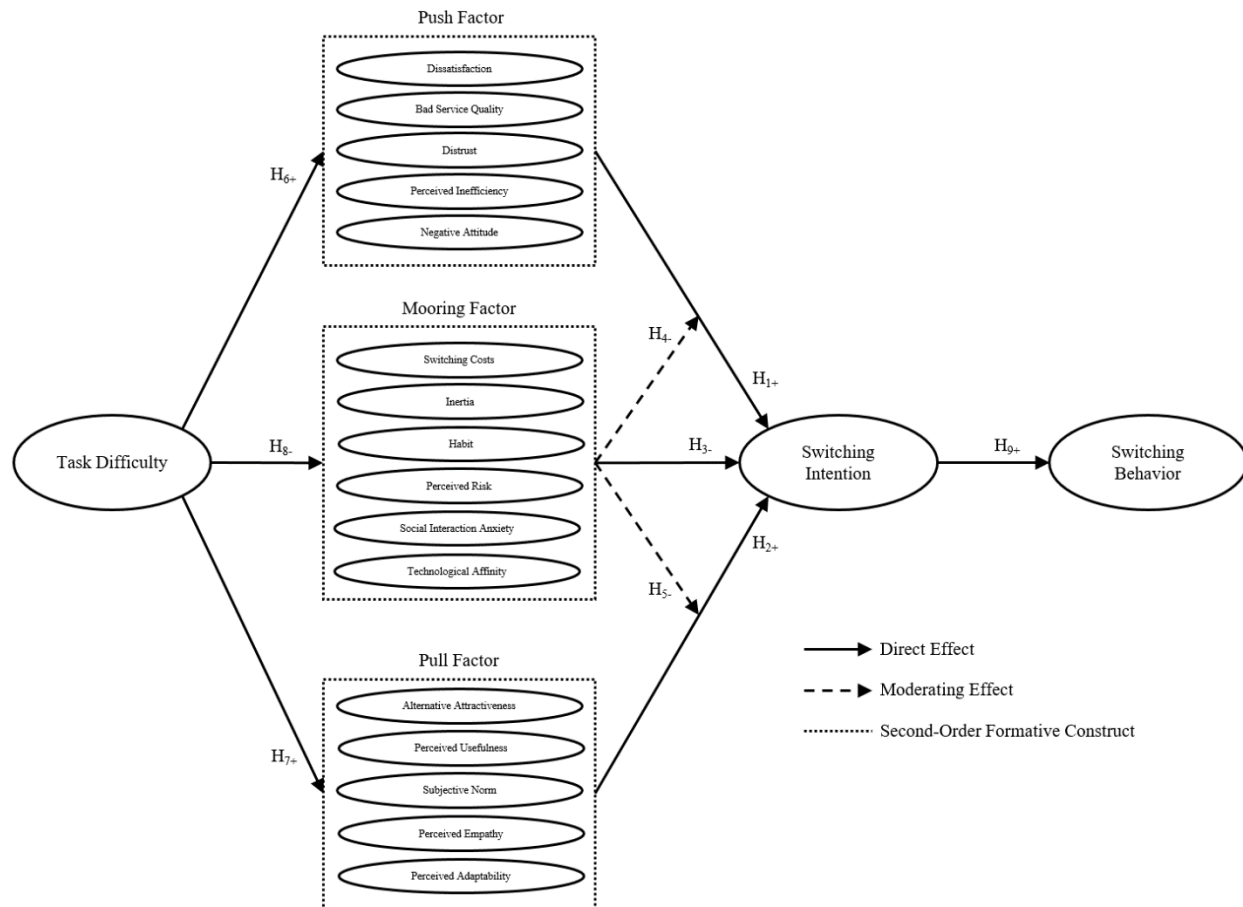 Push Factor
Dissatisfaction
Bad Service Quality
Distrust
Perceived Inefficiency
Negative Attitude
H6+
Mooring Factor
Switching Costs
Inertia
Habit
Perceived Risk
Social Interaction Anxiety
Technological Affinity
H4-
H1+
Task Difficulty
H8-
H3-
Switching
Intention
H9+
Switching
Behavior
H5-
H2+
Pull Factor
Alternative Attractiveness
Perceived Usefulness
Subjective Norm
Perceived Empathy
Perceived Adaptability
H7+
Direct Effect
Moderating Effect
Second-Order Formative Construct